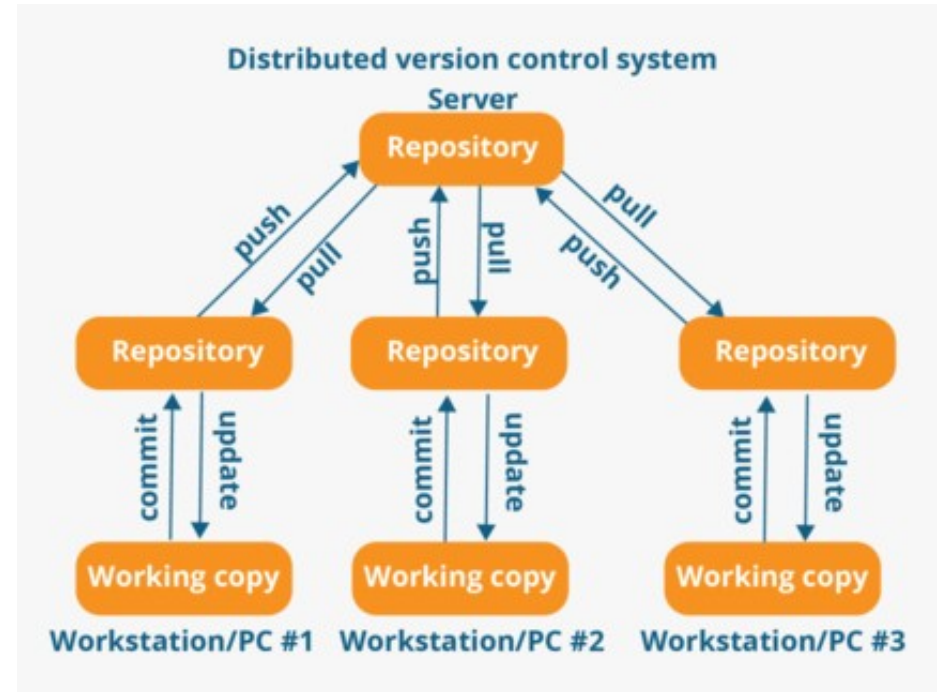 Distributed version control system
Server
Repository
push
pull
push
pull
pull
push
Repository
Repository
Repository
commit
update
commit
update
commit
update
Working copy
Working copy
Working copy
Workstation/PC #1
Workstation/PC #2
Workstation/PC #3